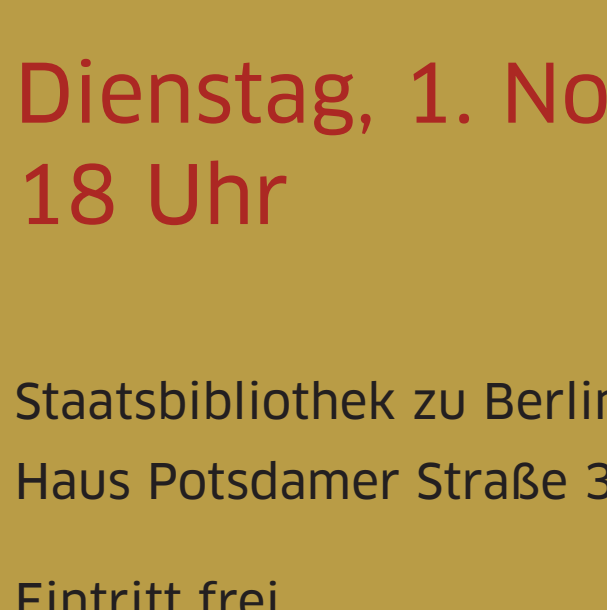 Dienstag, 1. No
18 Uhr
Staatsbibliothek zu Berlin
Haus Potsdamer Straße 3
Eintritt frei